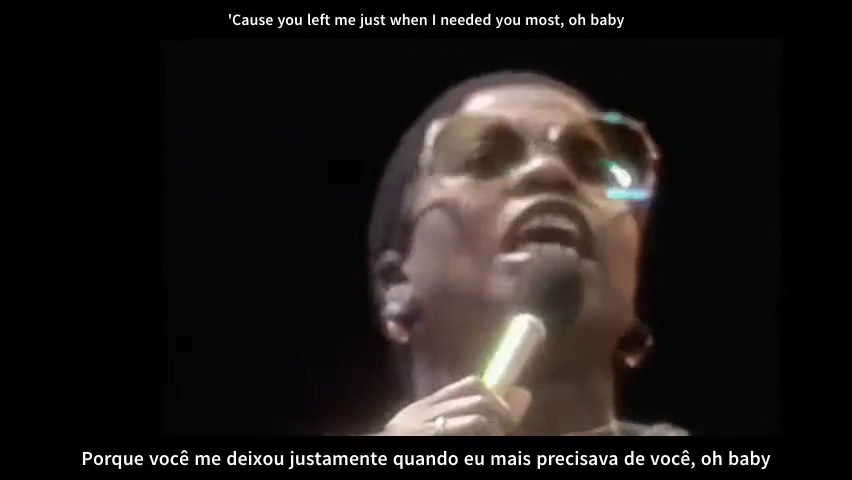 'Cause you left me just when I needed you most, oh baby
Porque você me deixou justamente quando eu mais precisava de você, oh baby